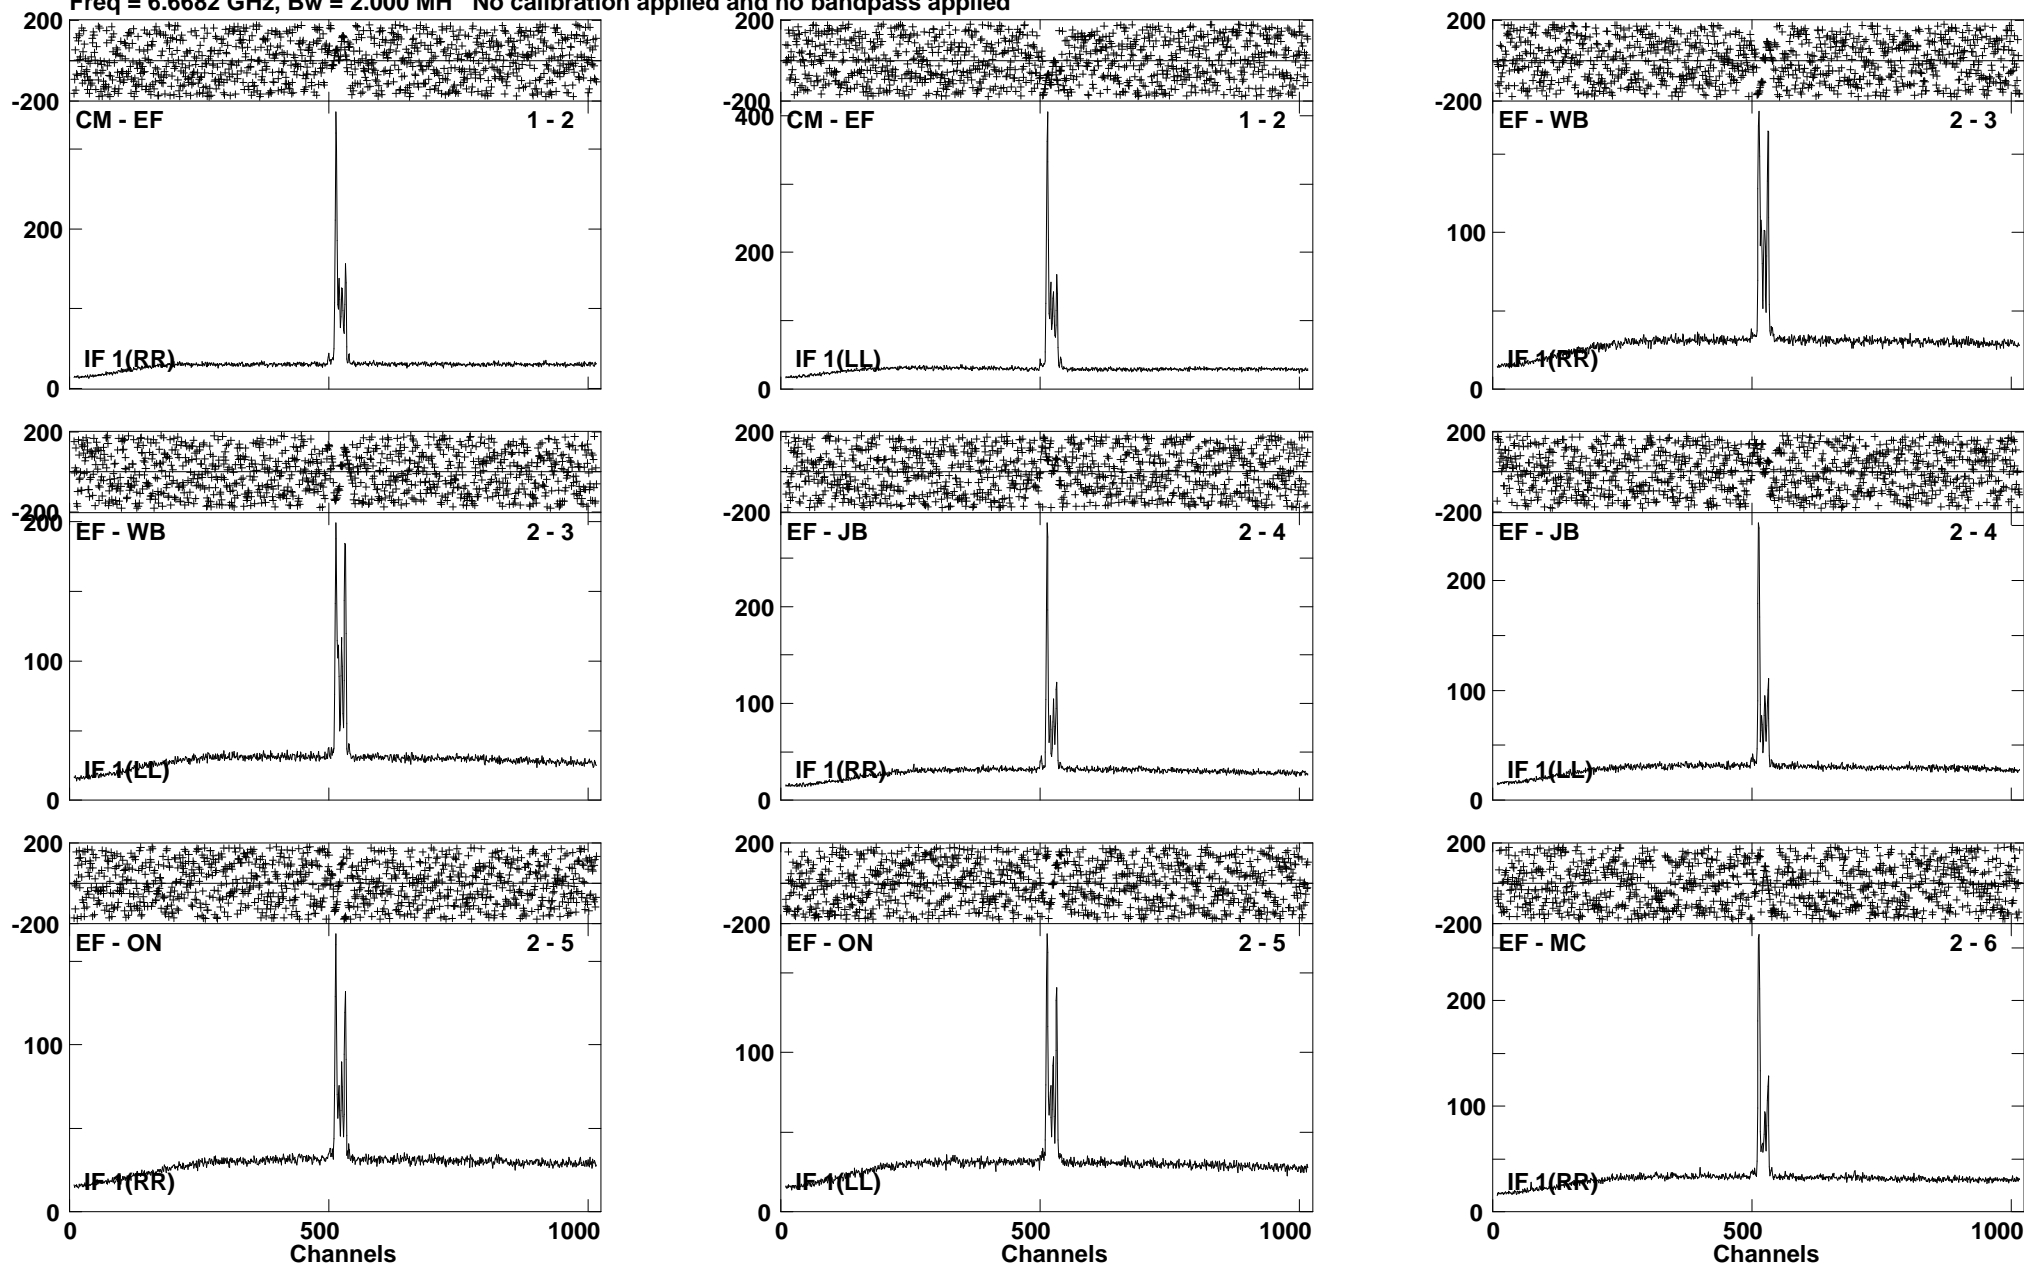 Freq = 6.6682 GHz, Bw = 2.000 MH No calibration applied and no bandpass applied
200
-200
CM - EF 1 - 2
200
IF 1(RR)
0
200
-200
400
CM - EF 1 - 2
200
IF 1(LL)
0
200
-200
EF - WB 2 - 3
100
IF 1(RR)
0
200
-200
200
EF - WB 2 - 3
100
IF 1(LL)
0
200
-200
EF - JB 2 - 4
200
100
IF 1(RR)
0
200
-200
EF - JB 2 - 4
200
100
IF 1(LL)
0
200
-200
EF - ON 2 - 5
100
IF 1(RR)
0
0 500 1000
Channels
200
-200
EF - ON 2 - 5
100
IF 1(LL)
0
0 500 1000
Channels
200
-200
EF - MC 2 - 6
200
100
IF 1(RR)
0
0 500 1000
Channels